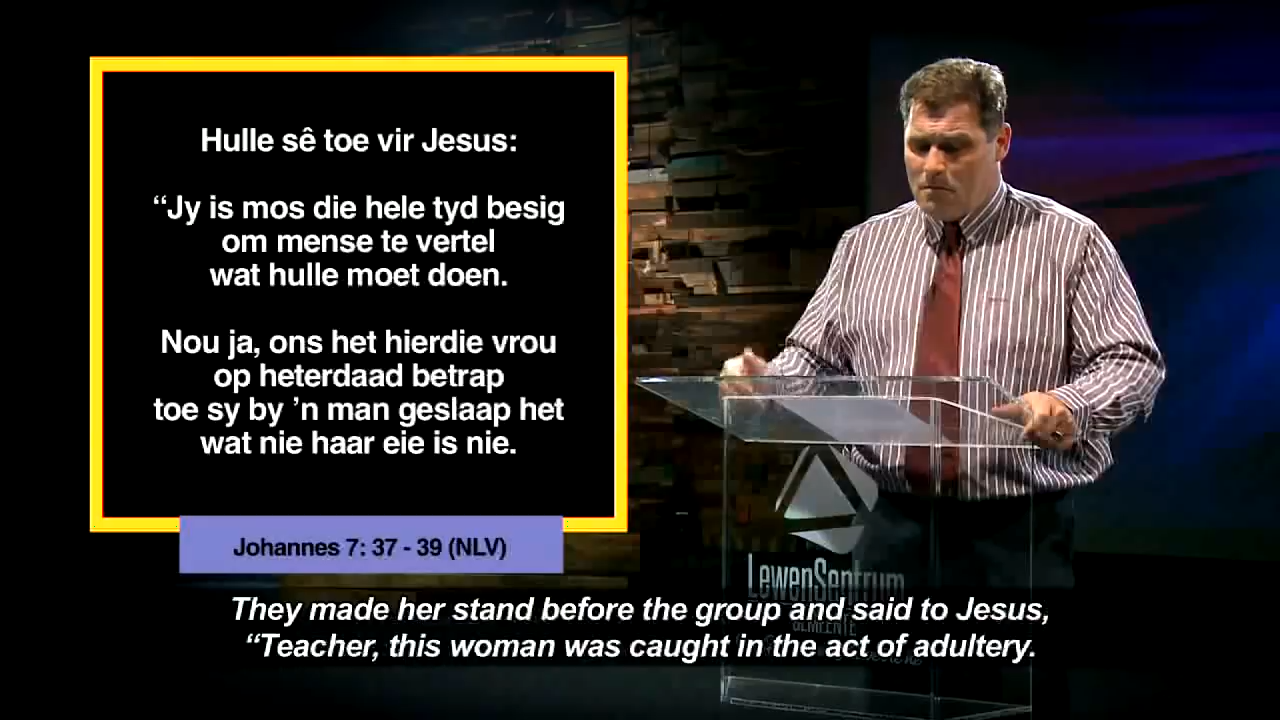 Hulle sê toe vir Jesus:
“Jy is mos die hele tyd besig
om mense te vertel
wat hulle moet doen.
Nou ja, ons het hierdie vrou
op heterdaad betrap
toe sy by ’n man geslaap het
wat nie haar eie is nie.
Johannes 7: 37 - 39 (NLV)
LewenSentrum
GEMEENTE
They made her stand before the group and said to Jesus,
“Teacher, this woman was caught in the act of adultery.